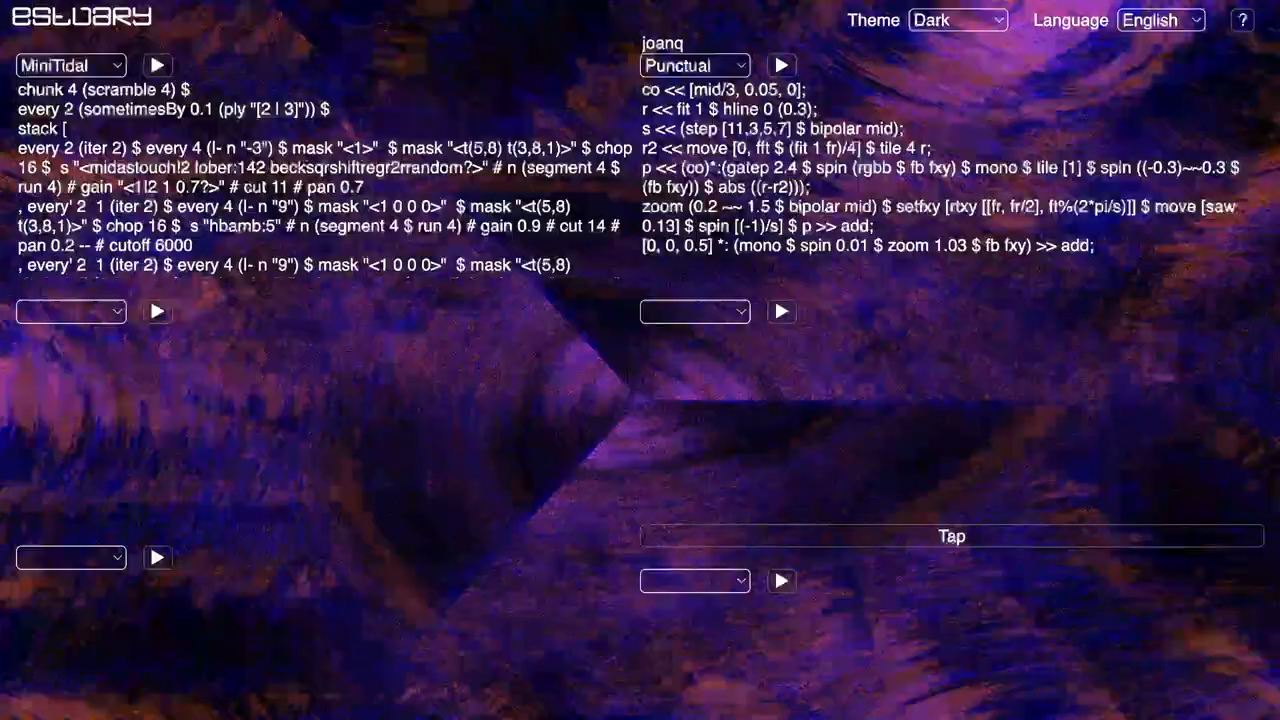 estuary
Theme Dark Language English ?
MiniTidal
chunk 4 (scramble 4) $
every 2 (sometimesBy 0.1 (ply "[2 | 3]")) $
stack [
every 2 (iter 2) $ every 4 (|- n "-3") $ mask "<1>" $ mask "<t(5,8) t(3,8,1)>" $ chop
16 $ s "<midastouch!2 lober:142 becksqrshiftregr2rrandom?>" # n (segment 4 $
run 4) # gain "<1!2 1 0.7?>" # cut 11 # pan 0.7
, every' 2 1 (iter 2) $ every 4 (|- n "9") $ mask "<1 0 0 0>" $ mask "<t(5,8)
t(3,8,1)>" $ chop 16 $ s "hbamb:5" # n (segment 4 $ run 4) # gain 0.9 # cut 14 #
pan 0.2 -- # cutoff 6000
, every' 2 1 (iter 2) $ every 4 (|- n "9") $ mask "<1 0 0 0>" $ mask "<t(5,8)
joanq
Punctual
co << [mid/3, 0.05, 0];
r << fit 1 $ hline 0 (0.3);
s << (step [11,3,5,7] $ bipolar mid);
r2 << move [0, fft $ (fit 1 fr)/4] $ tile 4 r;
p << (co)*:(gatep 2.4 $ spin (rgbb $ fb fxy) $ mono $ tile [1] $ spin ((-0.3)~~0.3 $
(fb fxy)) $ abs ((r-r2)));
zoom (0.2 ~~ 1.5 $ bipolar mid) $ setfxy [rtxy [[fr, fr/2], ft%(2*pi/s)]] $ move [saw
0.13] $ spin [(-1)/s] $ p >> add;
[0, 0, 0.5] *: (mono $ spin 0.01 $ zoom 1.03 $ fb fxy) >> add;
Tap